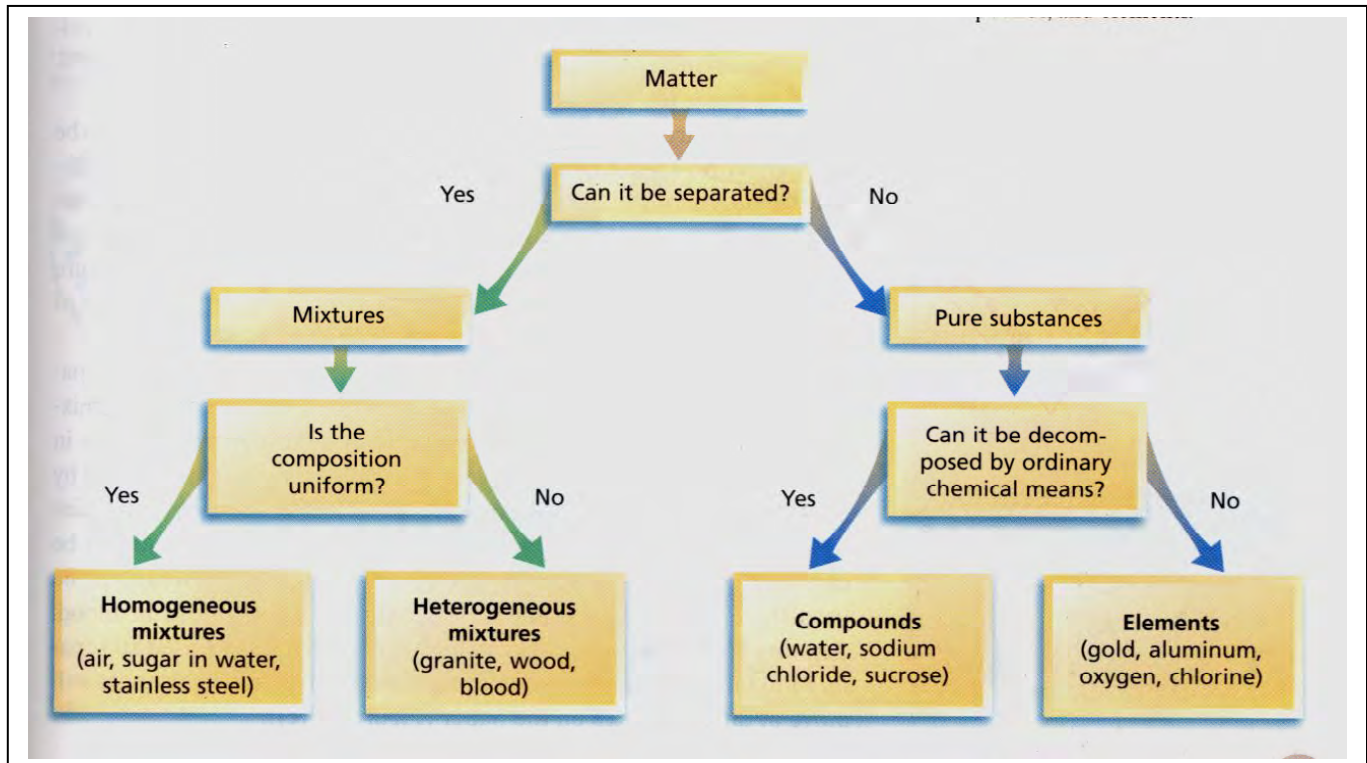 Matter
Can it be separated?
Yes
No
Mixtures
Pure substances
Is the
composition
uniform?
Can it be decom-
posed by ordinary
chemical means?
Yes
No
Yes
No
Homogeneous
mixtures
(air, sugar in water,
stainless steel)
Heterogeneous
mixtures
(granite, wood,
blood)
Compounds
(water, sodium
chloride, sucrose)
Elements
(gold, aluminum,
oxygen, chlorine)